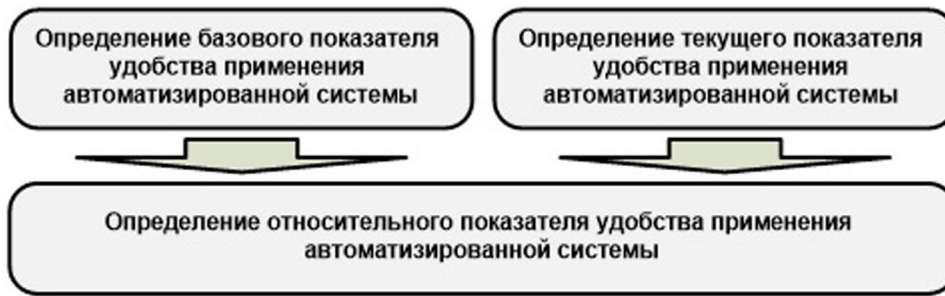 Определение базового показателя
удобства применения
автоматизированной системы
Определение текущего показателя
удобства применения
автоматизированной системы
Определение относительного показателя удобства применения
автоматизированной системы